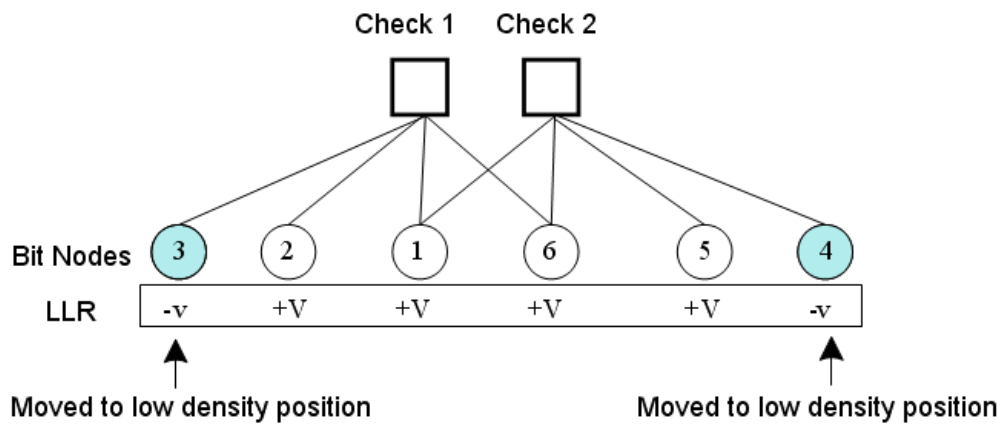 Check 1 Check 2
Bit Nodes 3 2 1 6 5 4
LLR -v +V +V +V +V -v
Moved to low density position Moved to low density position